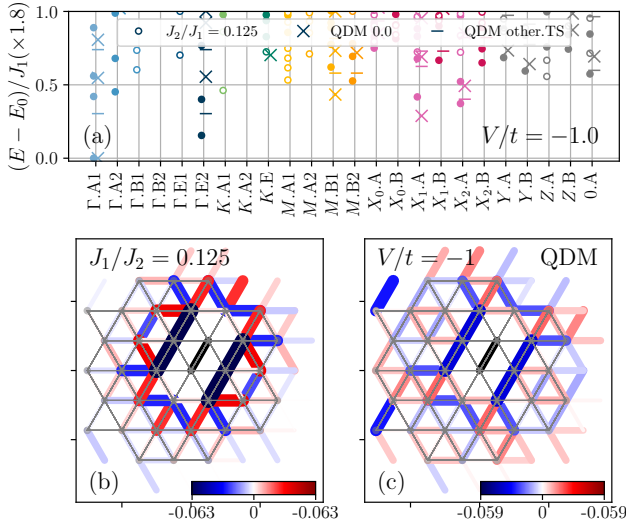 (E − E₀)/J₁(×1.8)
1.0
0.5
0.0
J₂/J₁ = 0.125
QDM 0.0
QDM other.TS
(a)
V/t = −1.0
Γ.A1
Γ.A2
Γ.B1
Γ.B2
Γ.E1
Γ.E2
K.A1
K.A2
K.E
M.A1
M.A2
M.B1
M.B2
X₀.A
X₀.B
X₁.A
X₁.B
X₂.A
X₂.B
Y.A
Y.B
Z.A
Z.B
0.A
J₁/J₂ = 0.125
(b)
-0.063
0
-0.063
V/t = −1
QDM
(c)
-0.059
0
-0.059